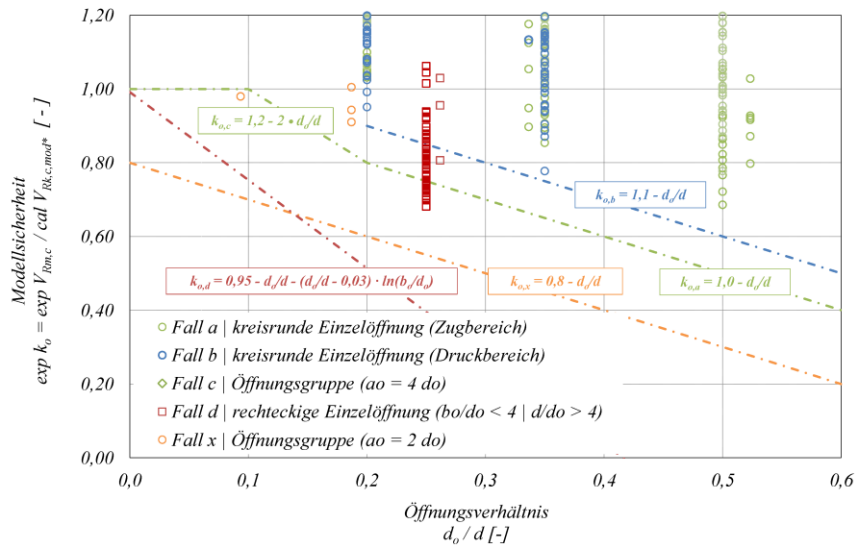 Modellsicherheit
exp k_o = exp V_Rm,c / cal V_Rk,c,mod* [ - ]
1,20
1,00
0,80
0,60
0,40
0,20
0,00
k_o,c = 1,2 - 2 • d_o/d
k_o,b = 1,1 - d_o/d
k_o,d = 0,95 - d_o/d - (d_o/d - 0,03) · ln(b_o/d_o)
k_o,x = 0,8 - d_o/d
k_o,a = 1,0 - d_o/d
Fall a | kreisrunde Einzelöffnung (Zugbereich)
Fall b | kreisrunde Einzelöffnung (Druckbereich)
Fall c | Öffnungsgruppe (ao = 4 do)
Fall d | rechteckige Einzelöffnung (bo/do < 4 | d/do > 4)
Fall x | Öffnungsgruppe (ao = 2 do)
0,0 0,1 0,2 0,3 0,4 0,5 0,6
Öffnungsverhältnis
d_o / d [-]